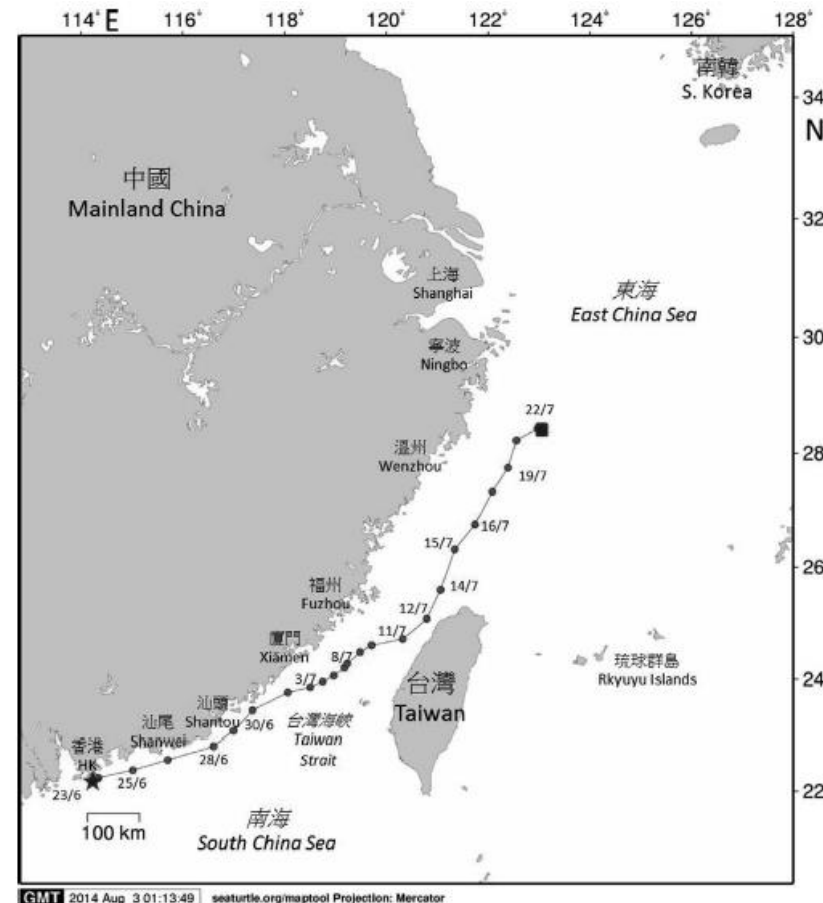 114° E 116° 118° 120° 122° 124° 126° 128°
南韓
S. Korea
34°
N
中國
Mainland China
32°
上海
Shanghai
東海
East China Sea
30°
寧波
Ningbo
22/7
溫州
Wenzhou
28°
19/7
16/7
15/7
26°
福州
Fuzhou
14/7
12/7
廈門
Xiamen
11/7
8/7
琉球群島
Rkyuyu Islands
24°
3/7
台灣
Taiwan
汕頭
Shantou
30/6
台灣海峽
Taiwan
Strait
汕尾
Shanwei
香港
HK
28/6
25/6
23/6
22°
100 km
南海
South China Sea
GMT 2014 Aug 3 01:13:49 seaturtle.org/maptool Projection: Mercator